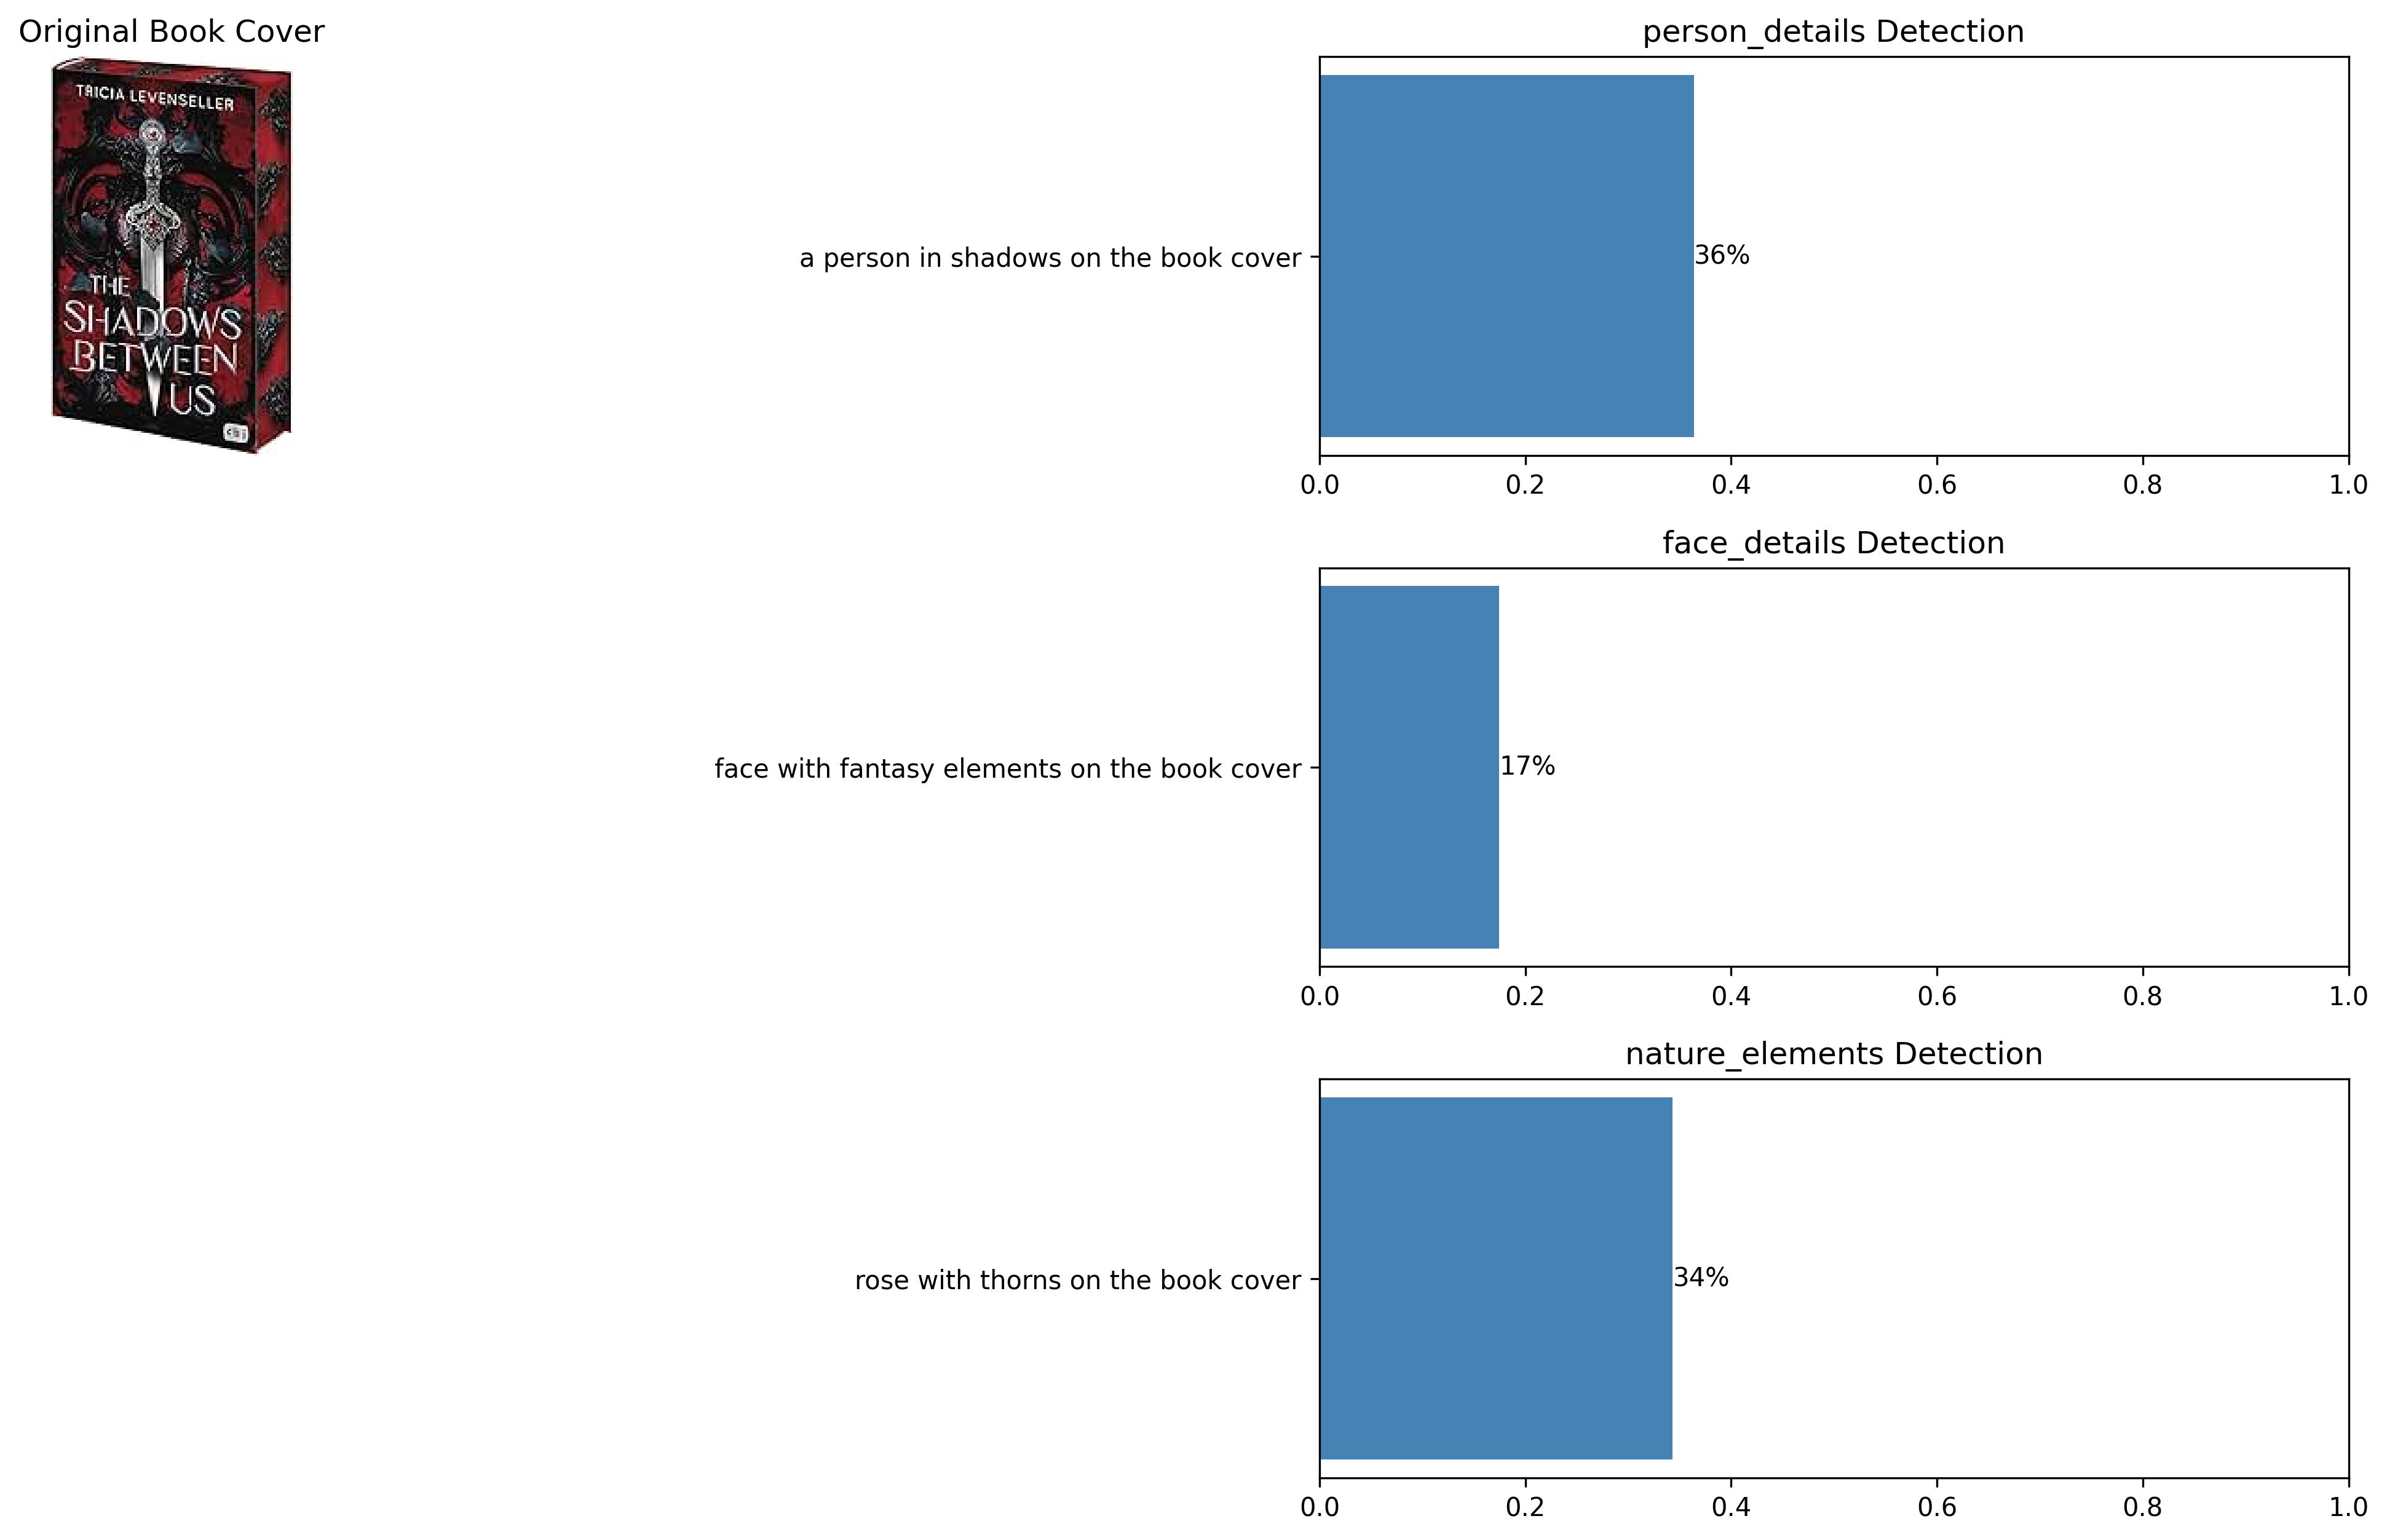 Original Book Cover
TRICIA LEVENSELLER
THE
SHADOWS
BETWEEN
US
cbj
person_details Detection
a person in shadows on the book cover
36%
0.0 0.2 0.4 0.6 0.8 1.0
face_details Detection
face with fantasy elements on the book cover
17%
0.0 0.2 0.4 0.6 0.8 1.0
nature_elements Detection
rose with thorns on the book cover
34%
0.0 0.2 0.4 0.6 0.8 1.0